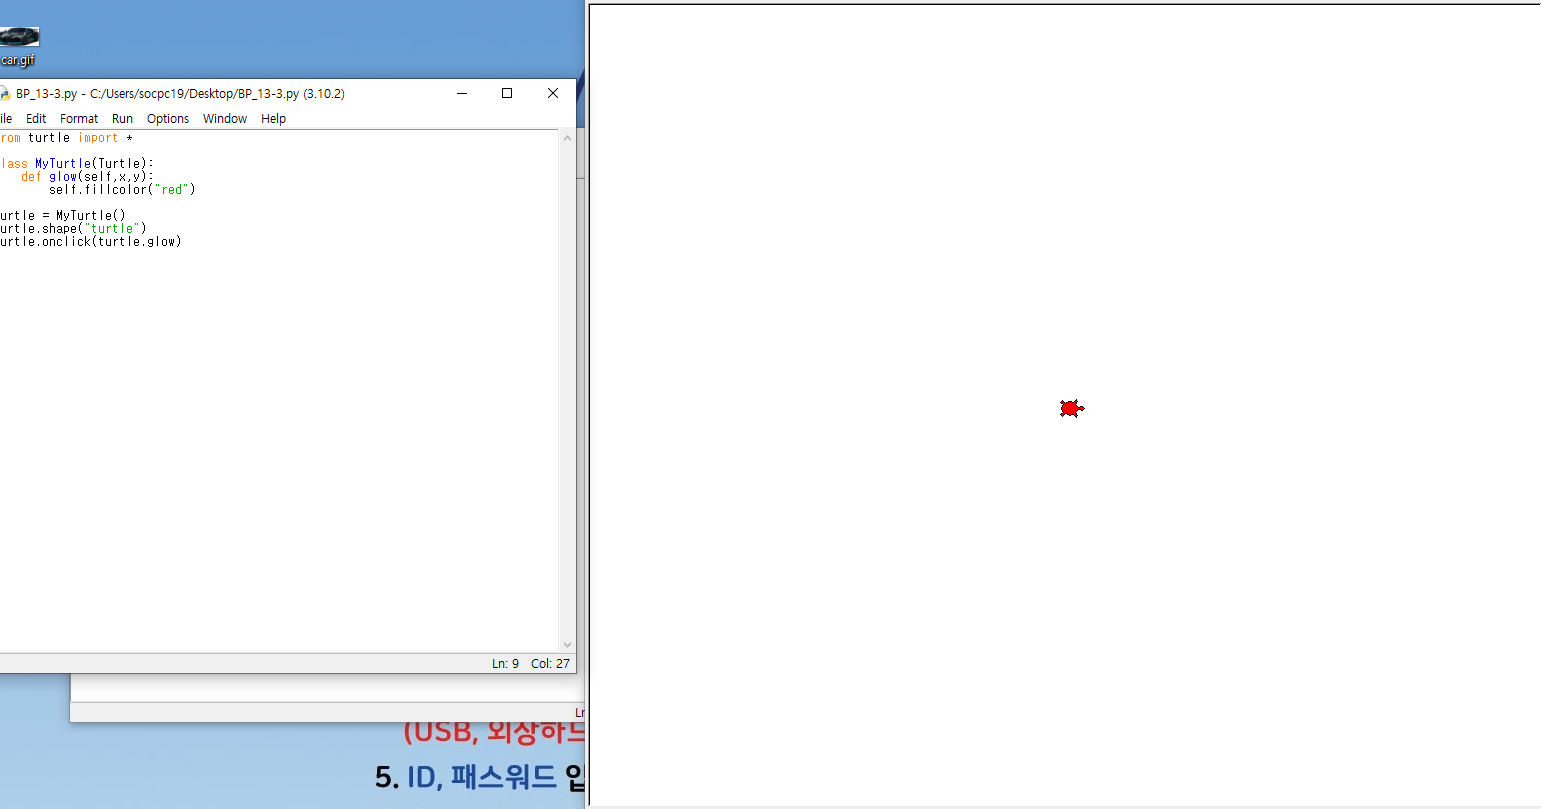 car.gif
BP_13-3.py - C:/Users/socpc19/Desktop/BP_13-3.py (3.10.2)
ile Edit Format Run Options Window Help
rom turtle import *
lass MyTurtle(Turtle):
def glow(self,x,y):
self.fillcolor("red")
urtle = MyTurtle()
urtle.shape("turtle")
urtle.onclick(turtle.glow)
Ln: 9 Col: 27
Ln
(USB, 외장하드
5. ID, 패스워드 입